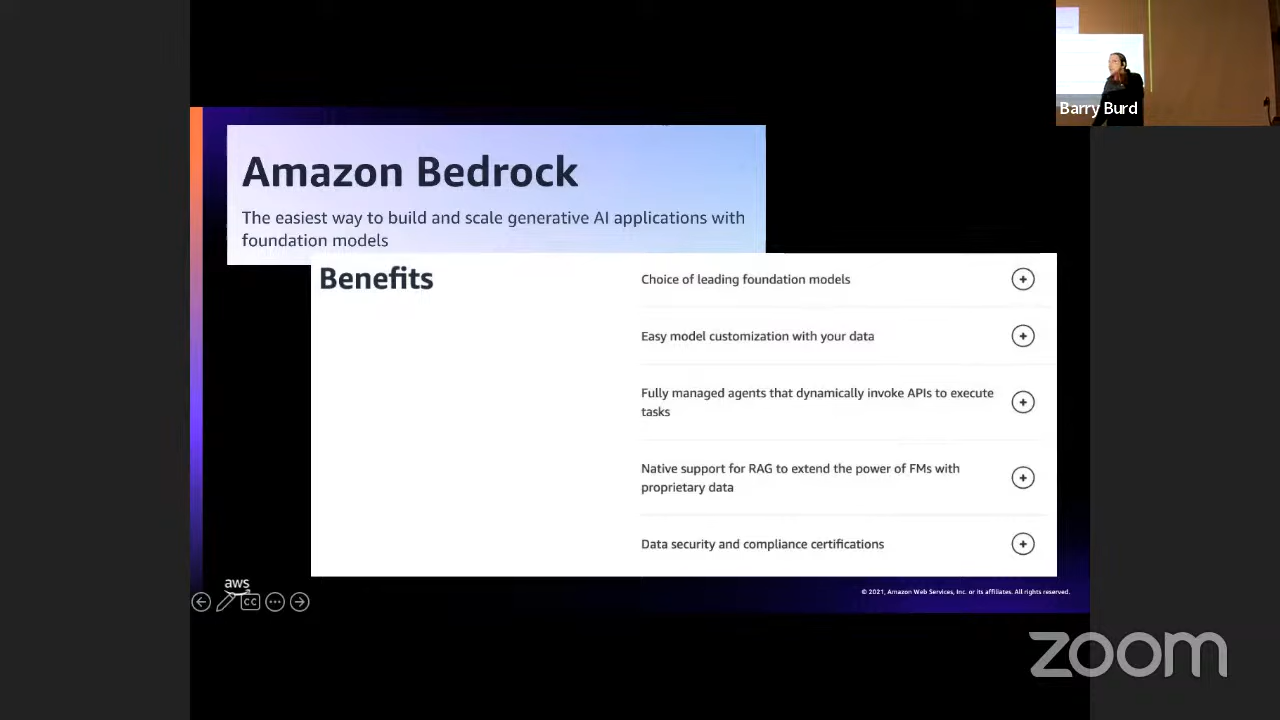 Barry Burd
Amazon Bedrock
The easiest way to build and scale generative AI applications with
foundation models
Benefits
Choice of leading foundation models
Easy model customization with your data
Fully managed agents that dynamically invoke APIs to execute
tasks
Native support for RAG to extend the power of FMs with
proprietary data
Data security and compliance certifications
aws
CC
© 2021, Amazon Web Services, Inc. or its affiliates. All rights reserved.
zoom